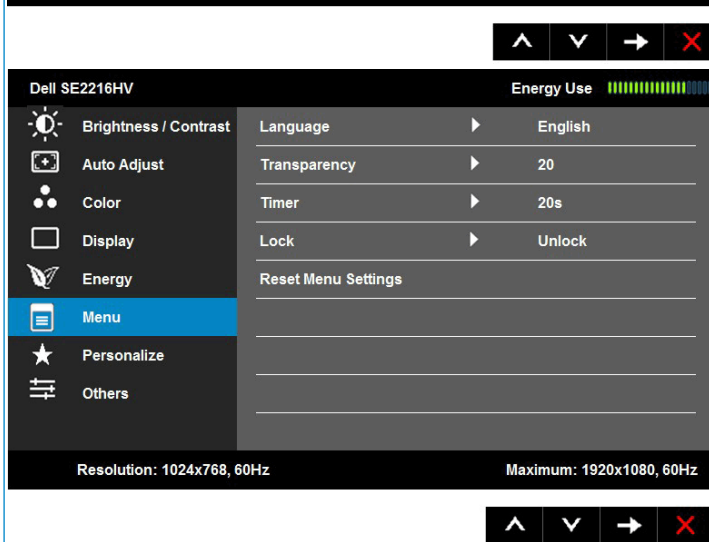 Dell SE2216HV Energy Use
Brightness / Contrast Language English
Auto Adjust Transparency 20
Color Timer 20s
Display Lock Unlock
Energy Reset Menu Settings
Menu
Personalize
Others
Resolution: 1024x768, 60Hz Maximum: 1920x1080, 60Hz